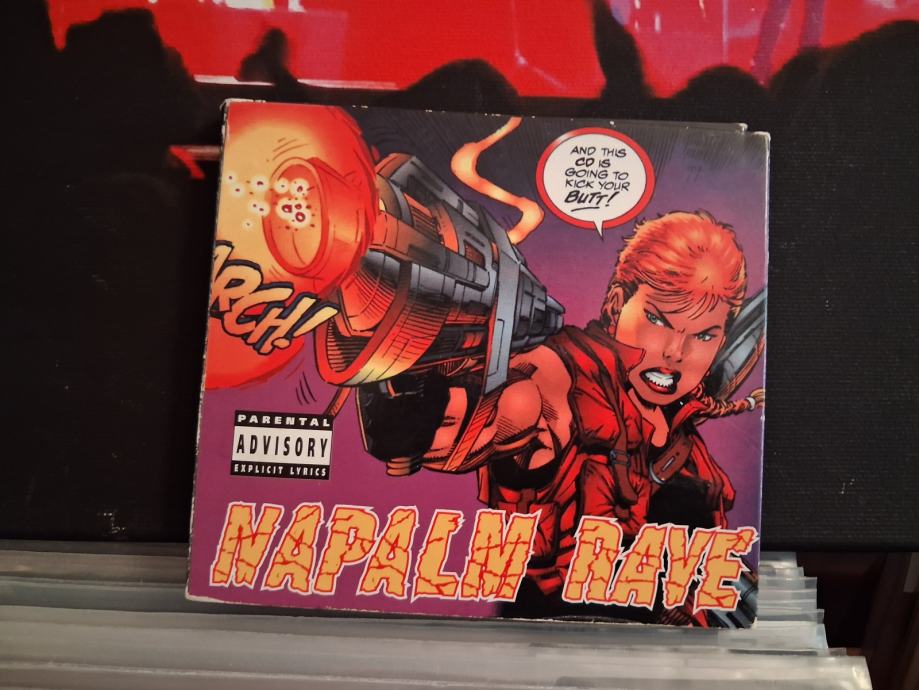 AND THIS
CD IS
GOING TO
KICK YOUR
BUTT!
RCH!
PARENTAL
ADVISORY
EXPLICIT LYRICS
NAPALM RAVE